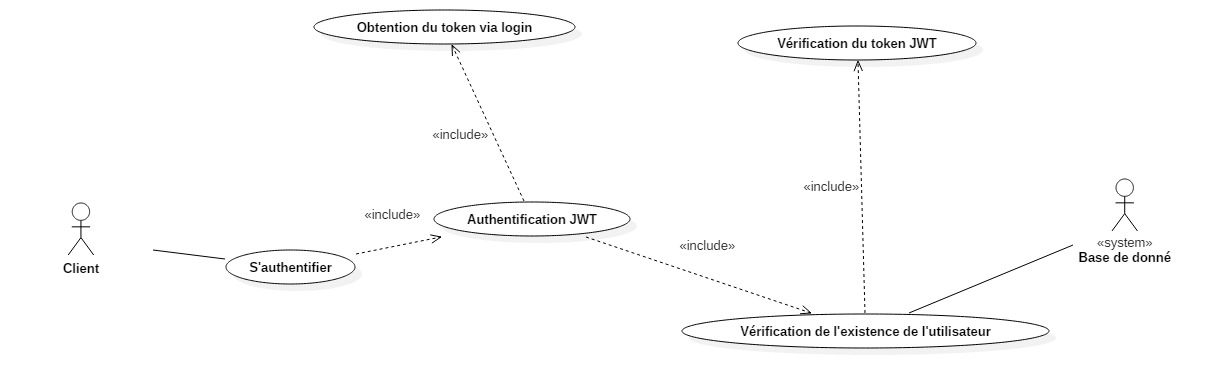 Obtention du token via login
Vérification du token JWT
«include»
«include»
«include»
Authentification JWT
«include»
«system»
Base de donné
Client
S'authentifier
Vérification de l'existence de l'utilisateur